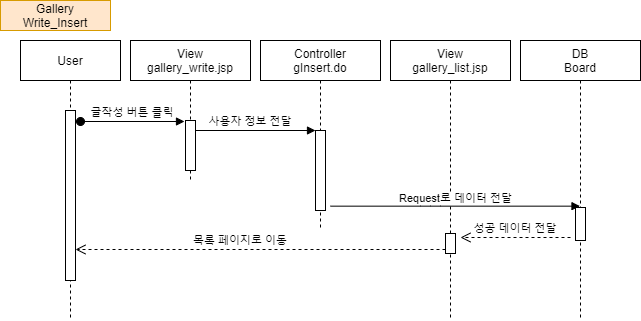 Gallery
Write_Insert
User
View
gallery_write.jsp
Controller
gInsert.do
View
gallery_list.jsp
DB
Board
글작성 버튼 클릭
사용자 정보 전달
Request로 데이터 전달
성공 데이터 전달
목록 페이지로 이동